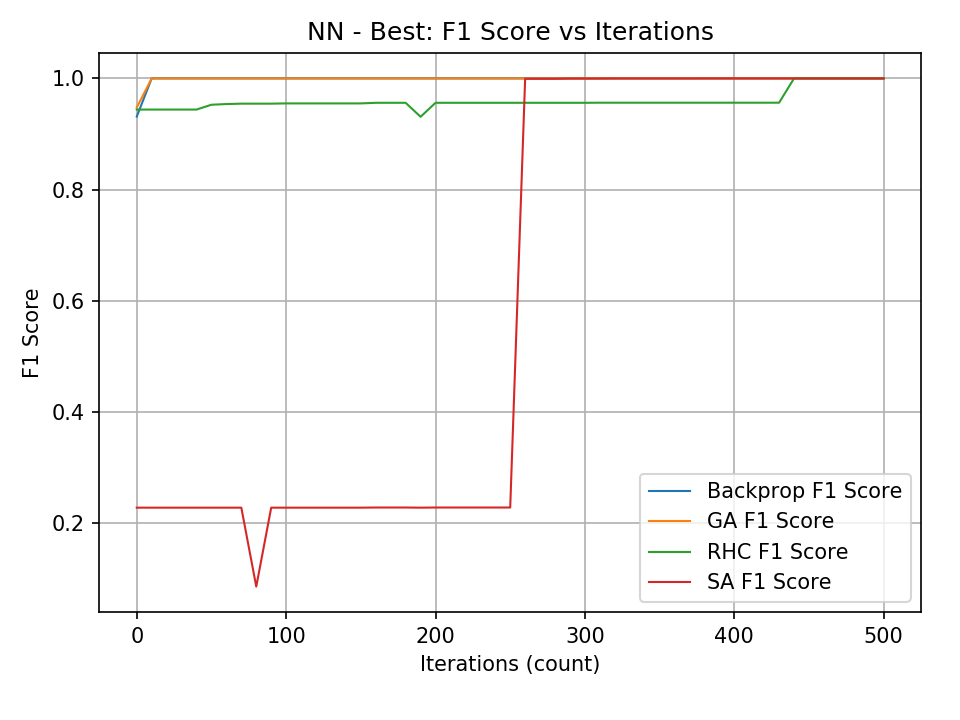 NN - Best: F1 Score vs Iterations
1.0
0.8
0.6
0.4
0.2
F1 Score
0
100
200
300
400
500
Iterations (count)
Backprop F1 Score
GA F1 Score
RHC F1 Score
SA F1 Score